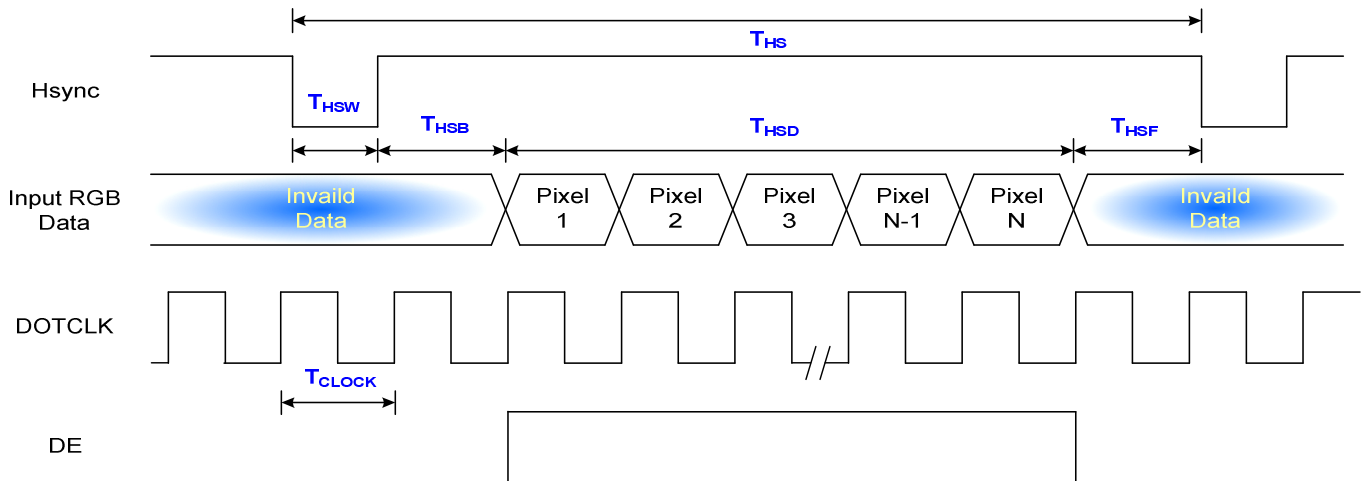 THS
Hsync
THSW
THSB
THSD
THSF
Input RGB
Data
Invaild
Data
Pixel
1
Pixel
2
Pixel
3
Pixel
N-1
Pixel
N
Invaild
Data
DOTCLK
TCLOCK
DE